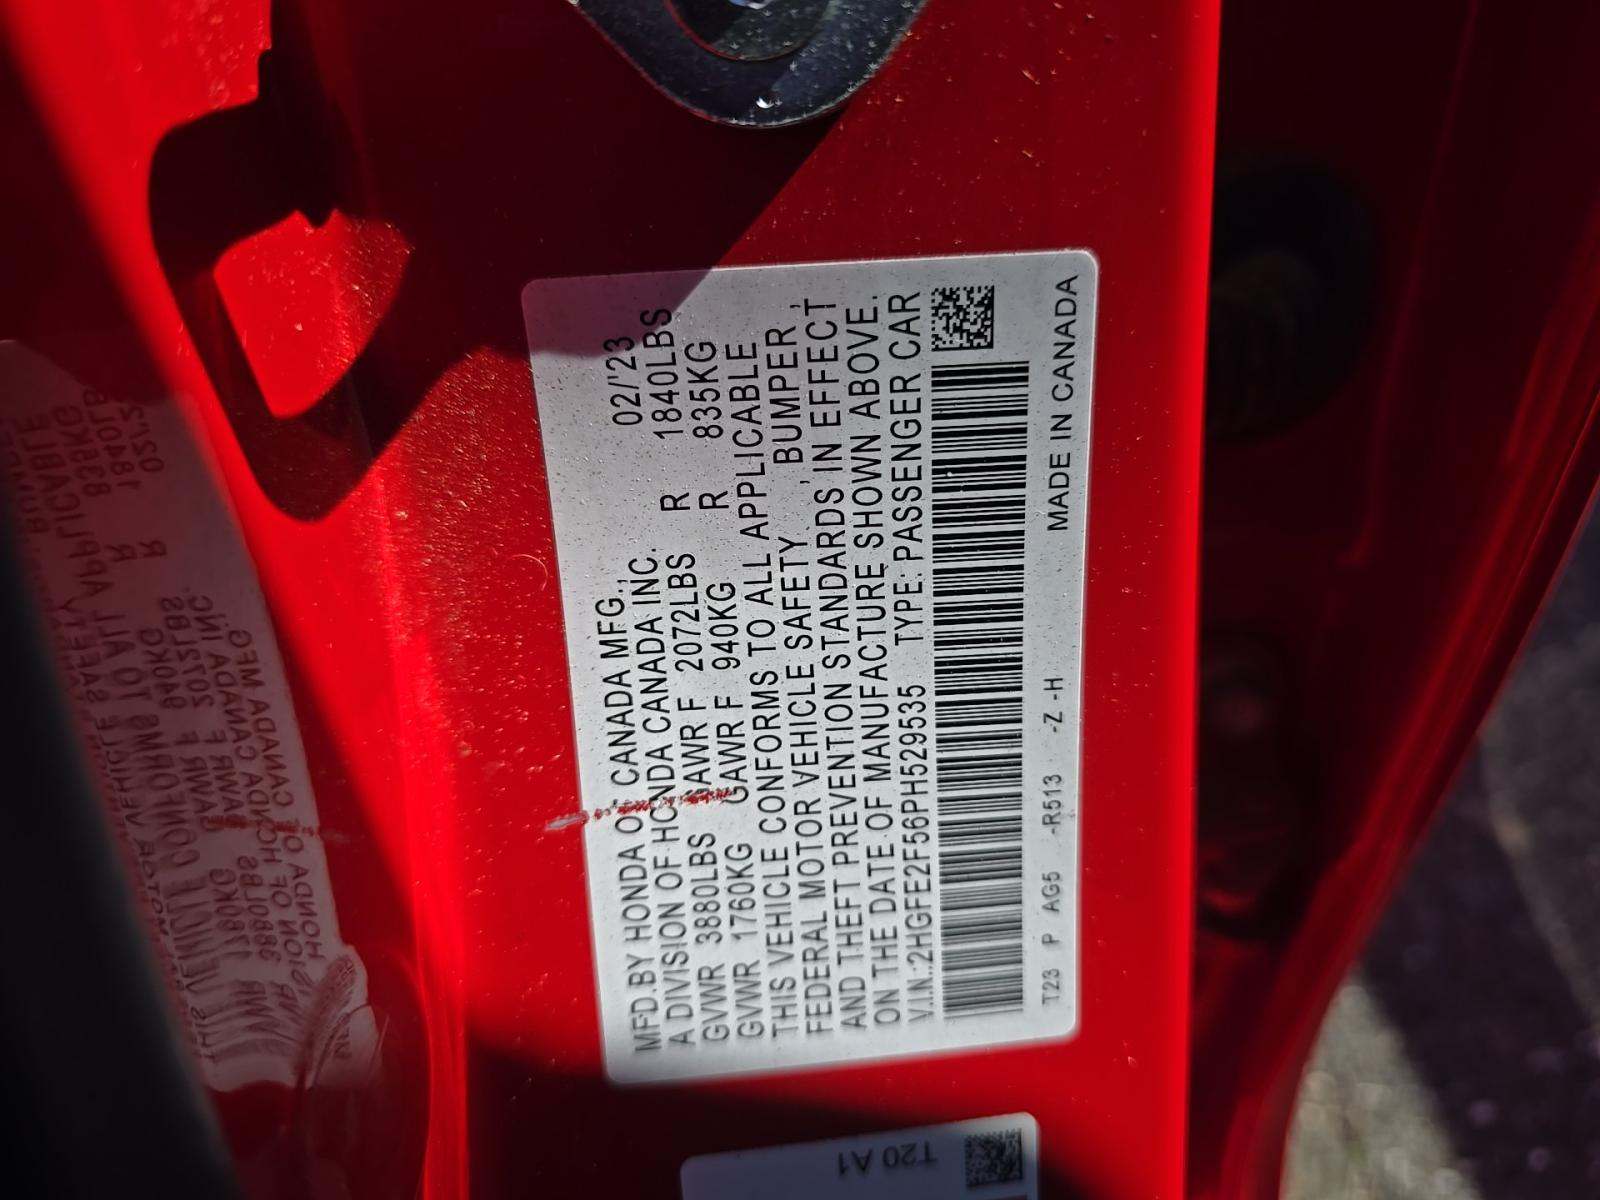 MFD.BY HONDA OF CANADA MFG., 02/'23
A DIVISION OF HONDA CANADA INC.
GVWR 3880LBS GAWR F 2072LBS R 1840LBS
GVWR 1760KG GAWR F 940KG R 835KG
THIS VEHICLE CONFORMS TO ALL APPLICABLE
FEDERAL MOTOR VEHICLE SAFETY, BUMPER,
AND THEFT PREVENTION STANDARDS IN EFFECT
ON THE DATE OF MANUFACTURE SHOWN ABOVE.
V.I.N.:2HGFE2F56PH529535 TYPE: PASSENGER CAR
T23 P AG5 -R513 -Z -H MADE IN CANADA
T20 A1